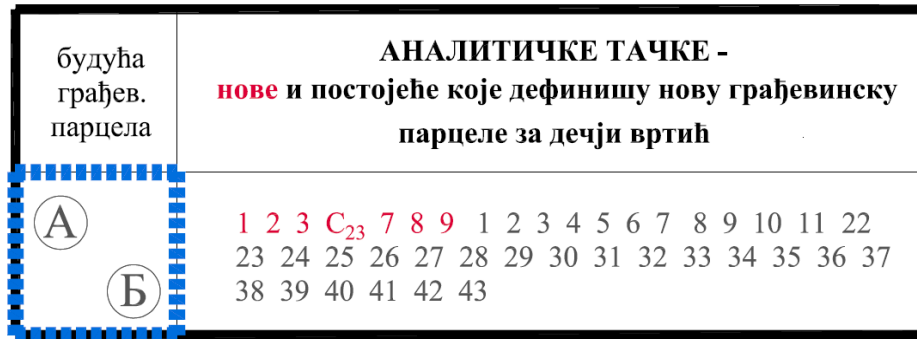 будућа
грађев.
парцела
АНАЛИТИЧКЕ ТАЧКЕ -
нове и постојеће које дефинишу нову грађевинску
парцеле за дечји вртић
А
Б
1 2 3 С23 7 8 9 1 2 3 4 5 6 7 8 9 10 11 22
23 24 25 26 27 28 29 30 31 32 33 34 35 36 37
38 39 40 41 42 43